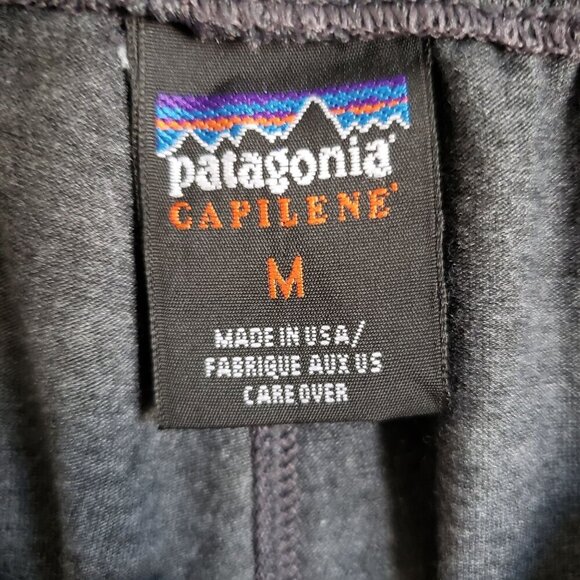 patagonia®
CAPILENE®
M
MADE IN USA/
FABRIQUE AUX US
CARE OVER